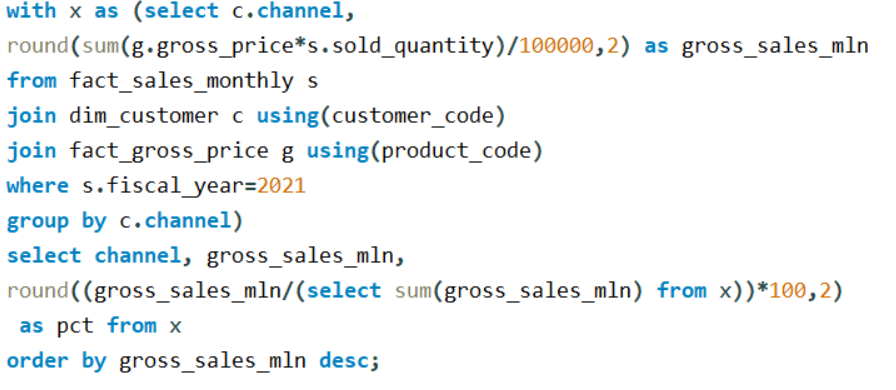 with x as (select c.channel,
round(sum(g.gross_price*s.sold_quantity)/100000,2) as gross_sales_mln
from fact_sales_monthly s
join dim_customer c using(customer_code)
join fact_gross_price g using(product_code)
where s.fiscal_year=2021
group by c.channel)
select channel, gross_sales_mln,
round((gross_sales_mln/(select sum(gross_sales_mln) from x))*100,2)
as pct from x
order by gross_sales_mln desc;